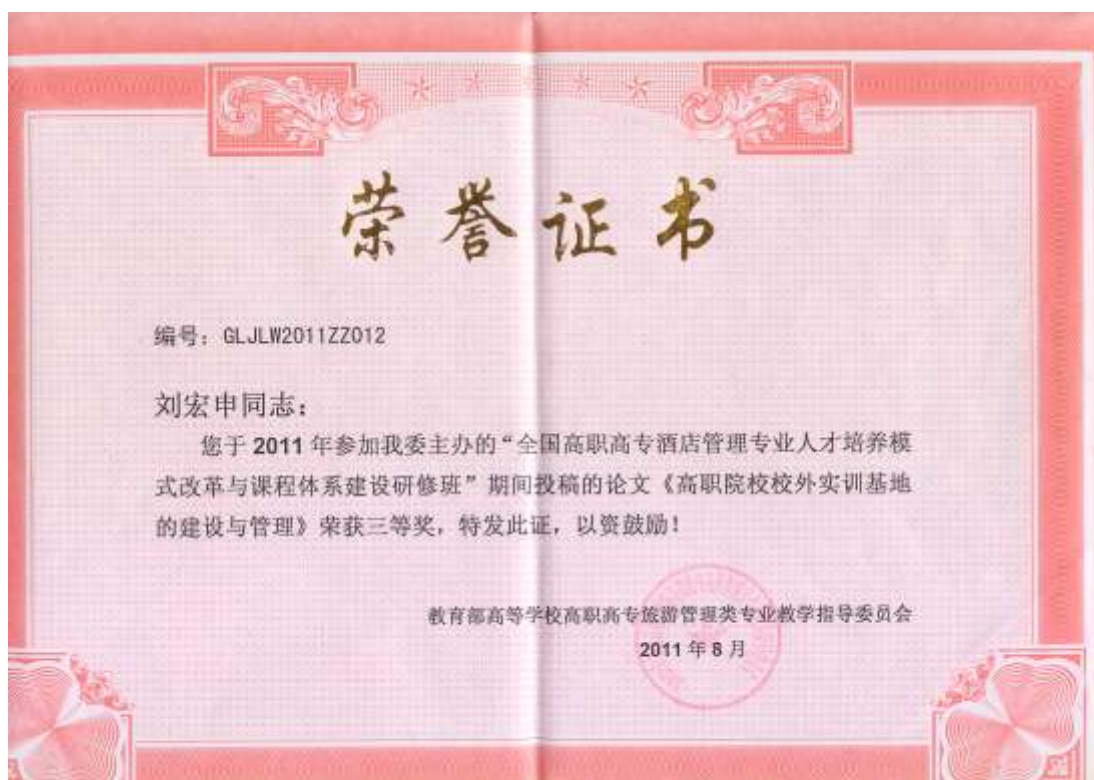 荣誉证书
编号：GLJLW2011ZZ012
刘宏申同志：
您于 2011 年参加我委主办的“全国高职高专酒店管理专业人才培养模
式改革与课程体系建设研修班”期间投稿的论文《高职院校校外实训基地
的建设与管理》荣获三等奖，特发此证，以资鼓励！
教育部高等学校高职高专旅游管理类专业教学指导委员会
2011 年 8 月